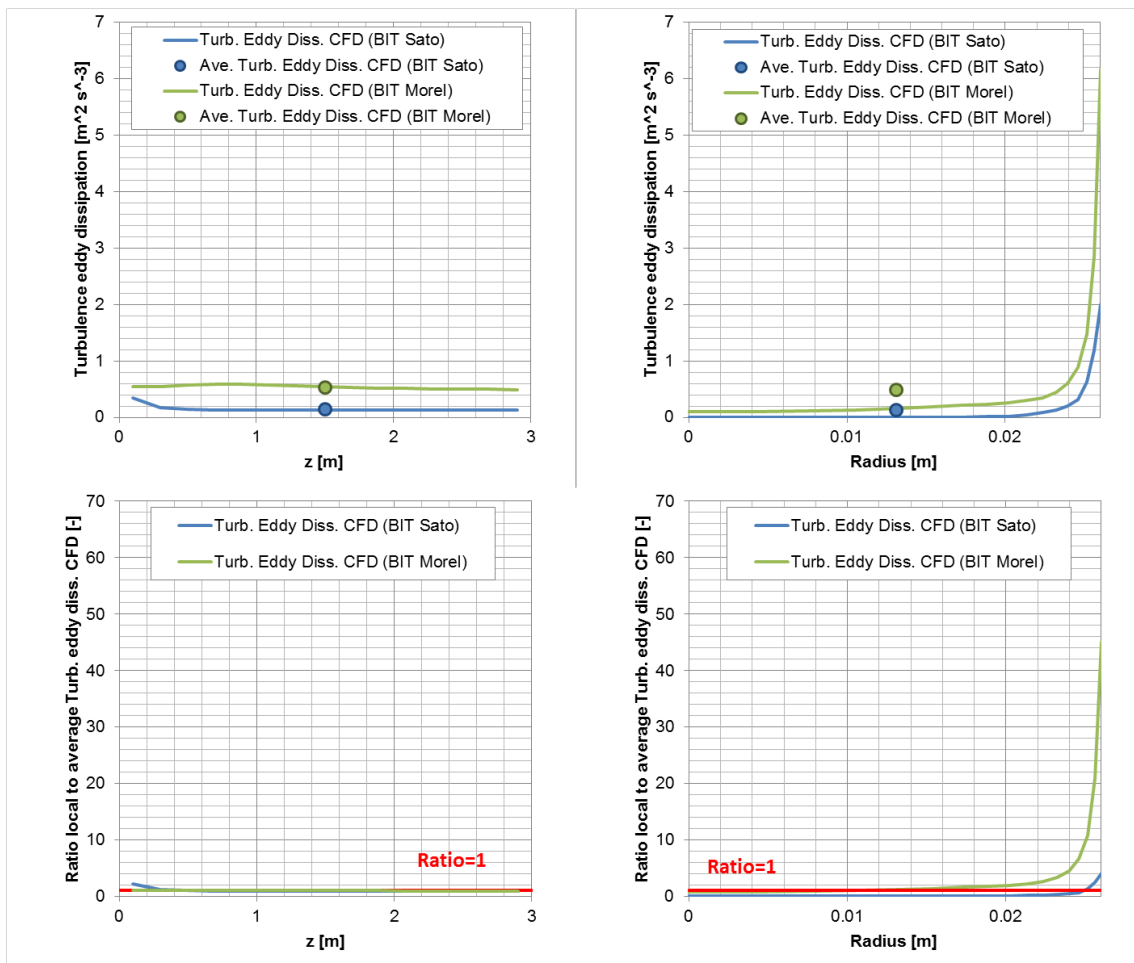 Turbulence eddy dissipation [m^2 s^-3]
7
6
5
4
3
2
1
0
Turb. Eddy Diss. CFD (BIT Sato)
Ave. Turb. Eddy Diss. CFD (BIT Sato)
Turb. Eddy Diss. CFD (BIT Morel)
Ave. Turb. Eddy Diss. CFD (BIT Morel)
0 1 2 3
z [m]
Turbulence eddy dissipation [m^2 s^-3]
7
6
5
4
3
2
1
0
Turb. Eddy Diss. CFD (BIT Sato)
Ave. Turb. Eddy Diss. CFD (BIT Sato)
Turb. Eddy Diss. CFD (BIT Morel)
Ave. Turb. Eddy Diss. CFD (BIT Morel)
0 0.01 0.02
Radius [m]
Ratio local to average Turb. eddy diss. CFD [-]
70
60
50
40
30
20
10
0
Turb. Eddy Diss. CFD (BIT Sato)
Turb. Eddy Diss. CFD (BIT Morel)
Ratio=1
0 1 2 3
z [m]
Ratio local to average Turb. eddy diss. CFD [-]
70
60
50
40
30
20
10
0
Turb. Eddy Diss. CFD (BIT Sato)
Turb. Eddy Diss. CFD (BIT Morel)
Ratio=1
0 0.01 0.02
Radius [m]